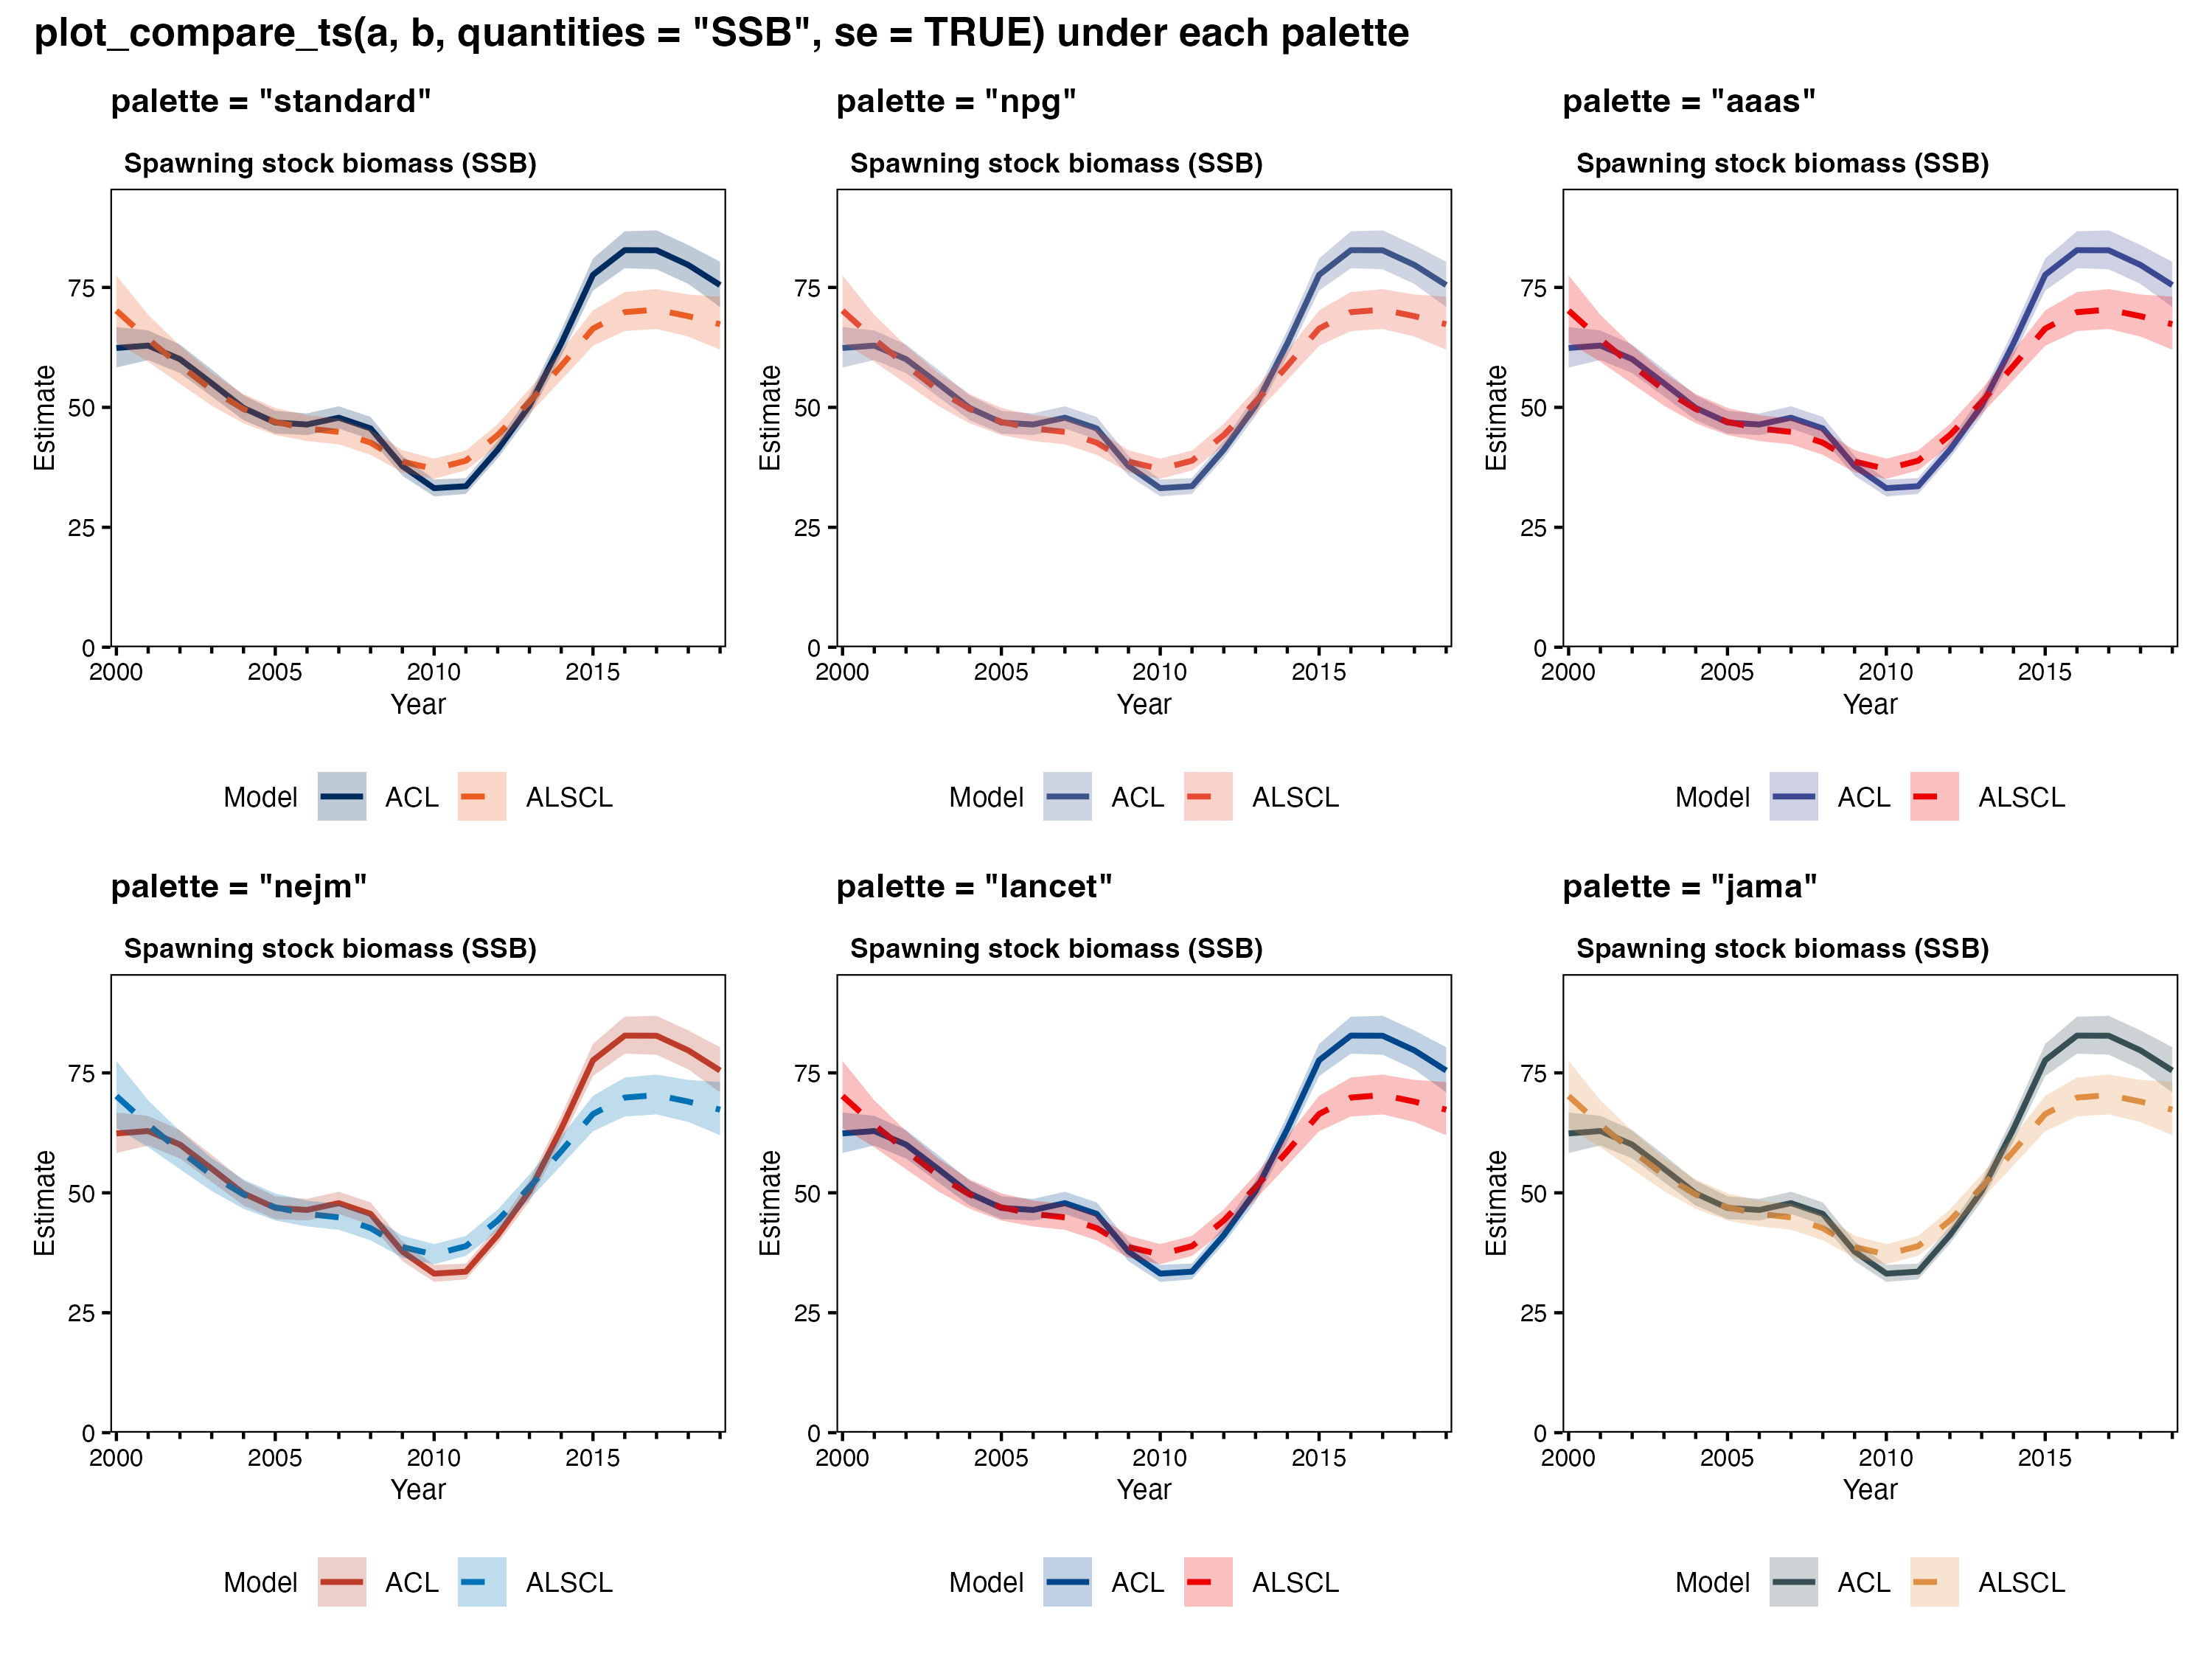 plot_compare_ts(a, b, quantities = "SSB", se = TRUE) under each palette
palette = "standard"
Spawning stock biomass (SSB)
Estimate
75
50
25
0
2000 2005 2010 2015
Year
Model ACL ALSCL
palette = "npg"
Spawning stock biomass (SSB)
Estimate
75
50
25
0
2000 2005 2010 2015
Year
Model ACL ALSCL
palette = "aaas"
Spawning stock biomass (SSB)
Estimate
75
50
25
0
2000 2005 2010 2015
Year
Model ACL ALSCL
palette = "nejm"
Spawning stock biomass (SSB)
Estimate
75
50
25
0
2000 2005 2010 2015
Year
Model ACL ALSCL
palette = "lancet"
Spawning stock biomass (SSB)
Estimate
75
50
25
0
2000 2005 2010 2015
Year
Model ACL ALSCL
palette = "jama"
Spawning stock biomass (SSB)
Estimate
75
50
25
0
2000 2005 2010 2015
Year
Model ACL ALSCL